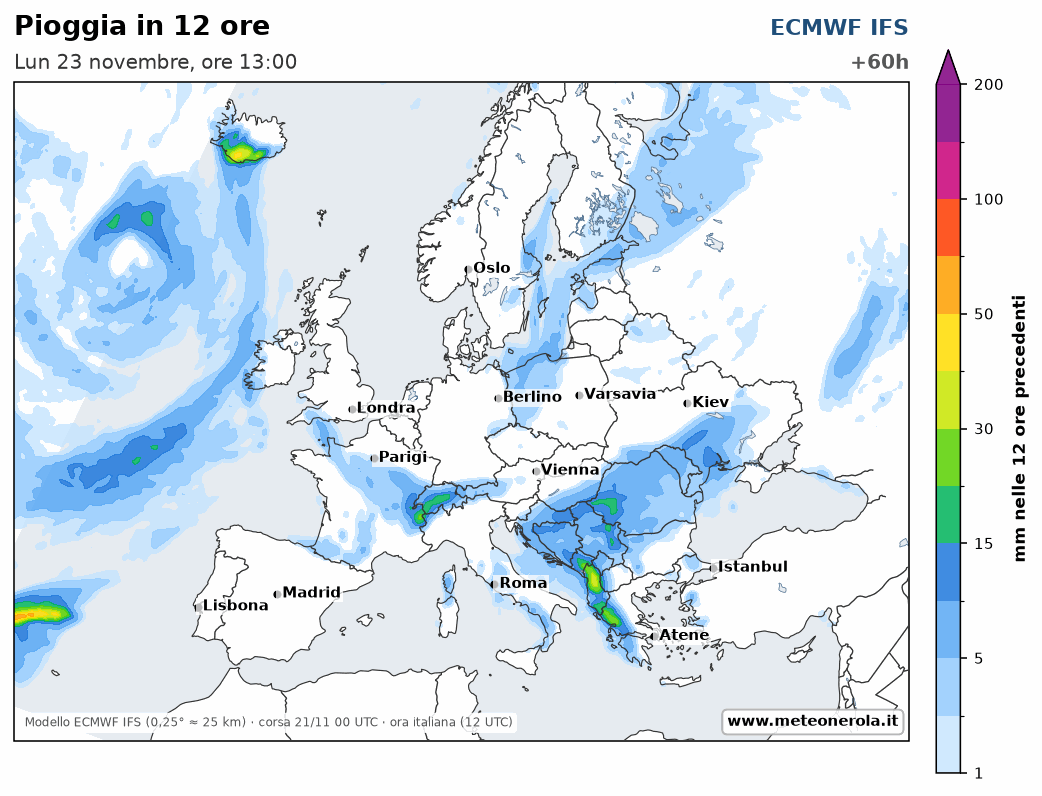 Pioggia in 12 ore
ECMWF IFS
Lun 23 novembre, ore 13:00
+60h
200
100
50
30
15
5
1
mm nelle 12 ore precedenti
Oslo
Berlino
Varsavia
Kiev
Londra
Parigi
Vienna
Istanbul
Roma
Madrid
Lisbona
Atene
Modello ECMWF IFS (0,25° ≈ 25 km) · corsa 21/11 00 UTC · ora italiana (12 UTC)
www.meteonerola.it